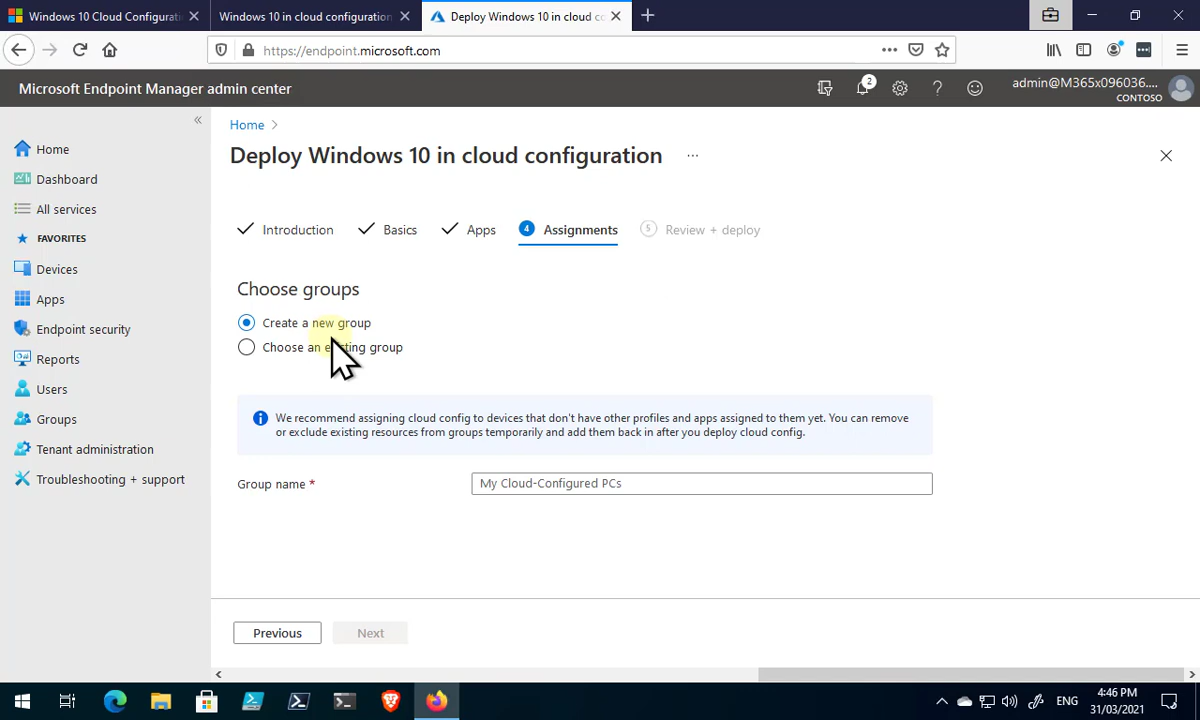 Windows 10 Cloud Configurati
Windows 10 in cloud configuration
Deploy Windows 10 in cloud co
https://endpoint.microsoft.com
Microsoft Endpoint Manager admin center
2
admin@M365x096036....
CONTOSO
Home
Dashboard
All services
FAVORITES
Devices
Apps
Endpoint security
Reports
Users
Groups
Tenant administration
Troubleshooting + support
Home
Deploy Windows 10 in cloud configuration
Introduction
Basics
Apps
4 Assignments
5 Review + deploy
Choose groups
Create a new group
Choose an existing group
We recommend assigning cloud config to devices that don't have other profiles and apps assigned to them yet. You can remove
or exclude existing resources from groups temporarily and add them back in after you deploy cloud config.
Group name *
My Cloud-Configured PCs
Previous
Next
ENG
4:46 PM
31/03/2021